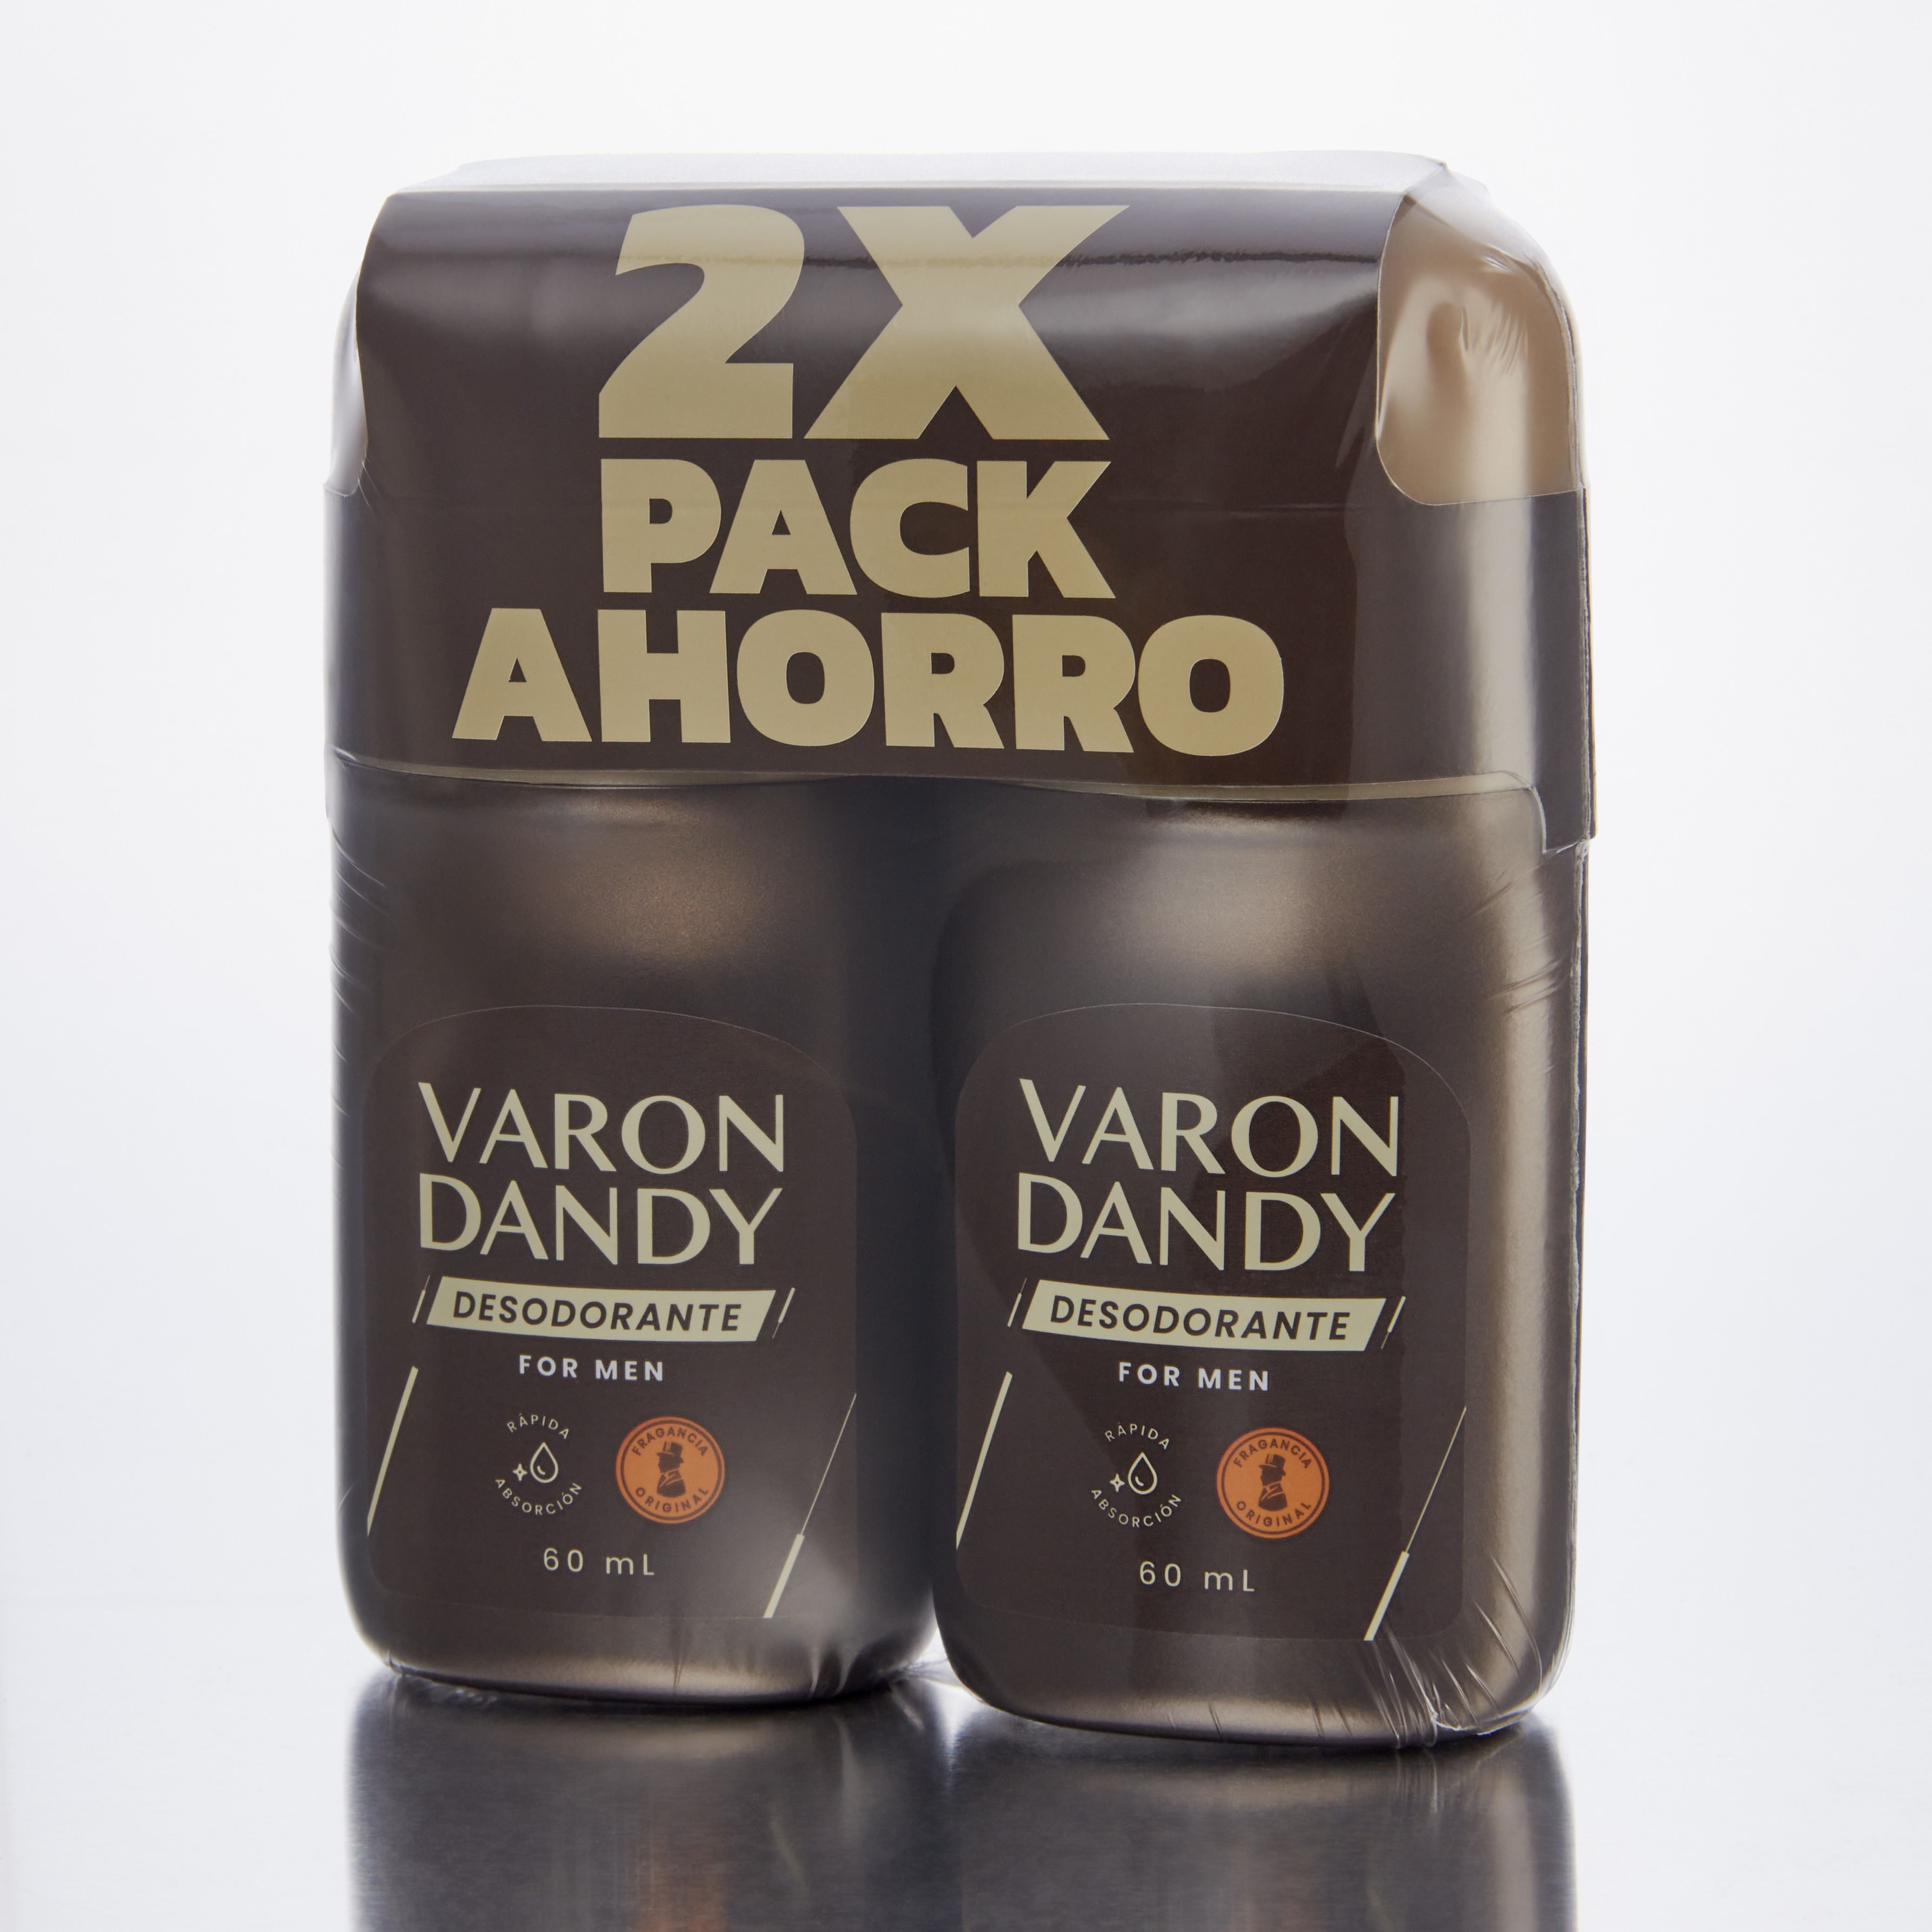 2X
PACK
AHORRO
VARON
DANDY
DESODORANTE
FOR MEN
RÁPIDA
ABSORCIÓN
FRAGANCIA
ORIGINAL
60 mL
VARON
DANDY
DESODORANTE
FOR MEN
RÁPIDA
ABSORCIÓN
FRAGANCIA
ORIGINAL
60 mL